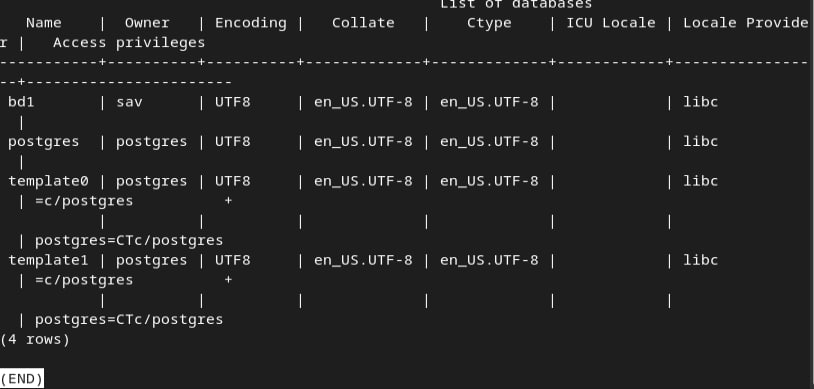 List of databases
   Name    |  Owner   | Encoding |   Collate   |    Ctype    | ICU Locale | Locale Provide
r |   Access privileges
-----------+----------+----------+-------------+-------------+------------+---------------
--+-----------------------
 bd1       | sav      | UTF8     | en_US.UTF-8 | en_US.UTF-8 |            | libc
  |
 postgres  | postgres | UTF8     | en_US.UTF-8 | en_US.UTF-8 |            | libc
  |
 template0 | postgres | UTF8     | en_US.UTF-8 | en_US.UTF-8 |            | libc
  | =c/postgres          +
           |          |          |             |             |            |
  | postgres=CTc/postgres
 template1 | postgres | UTF8     | en_US.UTF-8 | en_US.UTF-8 |            | libc
  | =c/postgres          +
           |          |          |             |             |            |
  | postgres=CTc/postgres
(4 rows)

(END)